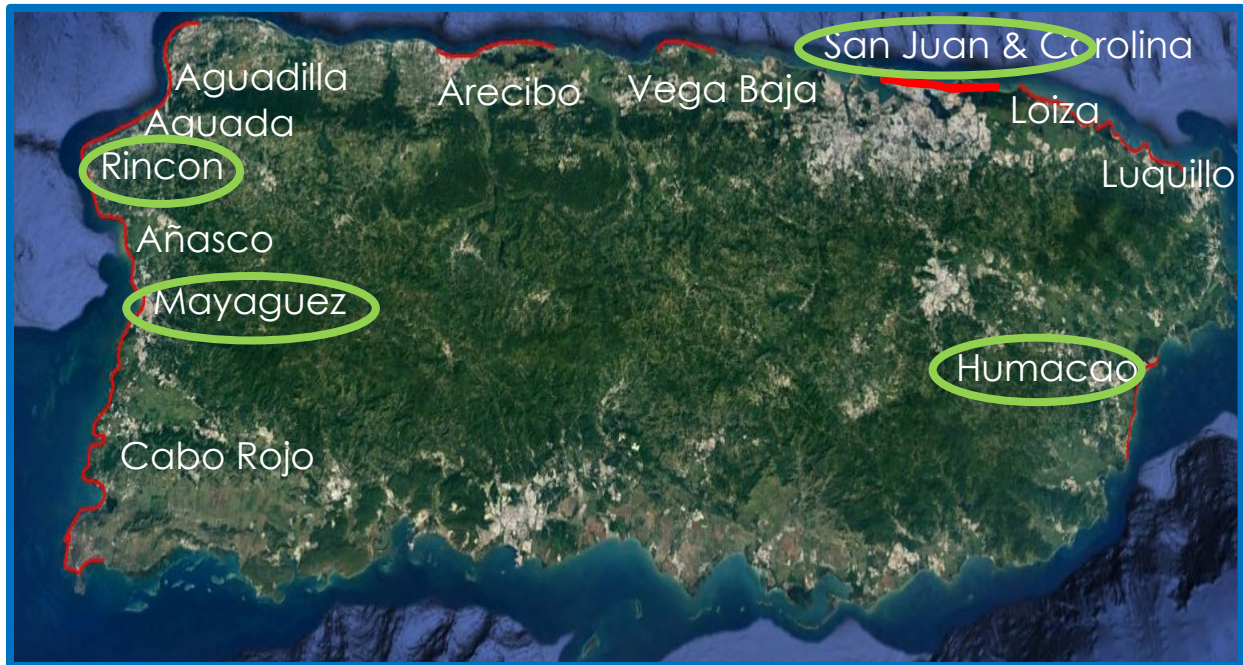 San Juan & Carolina
Aguadilla
Arecibo
Vega Baja
Loiza
Aguada
Rincon
Luquillo
Añasco
Mayaguez
Humacao
Cabo Rojo